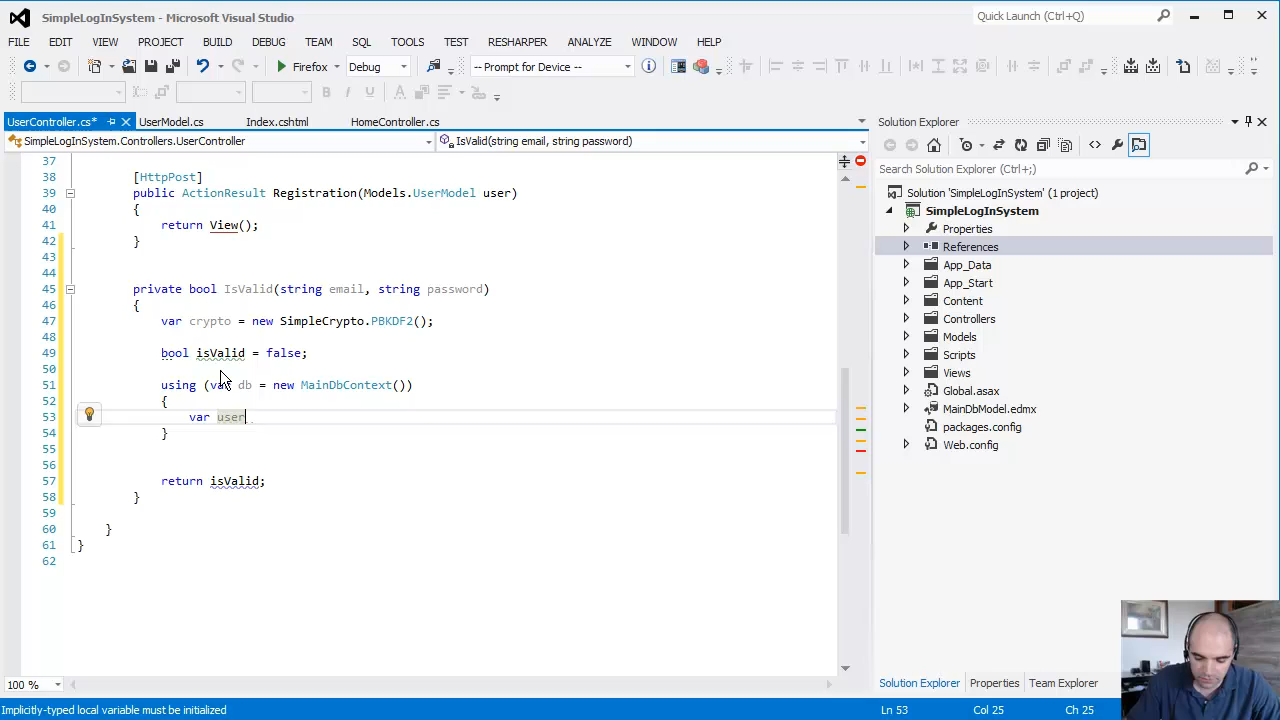 SimpleLogInSystem - Microsoft Visual Studio
Quick Launch (Ctrl+Q)
FILE EDIT VIEW PROJECT BUILD DEBUG TEAM SQL TOOLS TEST RESHARPER ANALYZE WINDOW HELP
Firefox Debug -- Prompt for Device --
B I U A
UserController.cs* UserModel.cs Index.cshtml HomeController.cs
SimpleLogInSystem.Controllers.UserController IsValid(string email, string password)
37
38 [HttpPost]
39 public ActionResult Registration(Models.UserModel user)
40 {
41 return View();
42 }
43
44
45 private bool IsValid(string email, string password)
46 {
47 var crypto = new SimpleCrypto.PBKDF2();
48
49 bool isValid = false;
50
51 using (var db = new MainDbContext())
52 {
53 var user
54 }
55
56
57 return isValid;
58 }
59
60 }
61 }
62
100 %
Solution Explorer
Search Solution Explorer (Ctrl+;)
Solution 'SimpleLogInSystem' (1 project)
SimpleLogInSystem
Properties
References
App_Data
App_Start
Content
Controllers
Models
Scripts
Views
Global.asax
MainDbModel.edmx
packages.config
Web.config
Solution Explorer Properties Team Explorer
Implicitly-typed local variable must be initialized Ln 53 Col 25 Ch 25